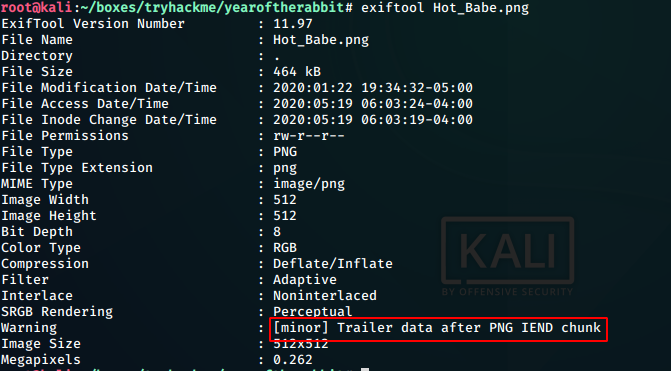 root@kali:~/boxes/tryhackme/yearoftherabbit# exiftool Hot_Babe.png
ExifTool Version Number : 11.97
File Name : Hot_Babe.png
Directory : .
File Size : 464 kB
File Modification Date/Time : 2020:01:22 19:34:32-05:00
File Access Date/Time : 2020:05:19 06:03:24-04:00
File Inode Change Date/Time : 2020:05:19 06:03:19-04:00
File Permissions : rw-r--r--
File Type : PNG
File Type Extension : png
MIME Type : image/png
Image Width : 512
Image Height : 512
Bit Depth : 8
Color Type : RGB
Compression : Deflate/Inflate
Filter : Adaptive
Interlace : Noninterlaced
SRGB Rendering : Perceptual
Warning : [minor] Trailer data after PNG IEND chunk
Image Size : 512x512
Megapixels : 0.262
KALI
BY OFFENSIVE SECURITY